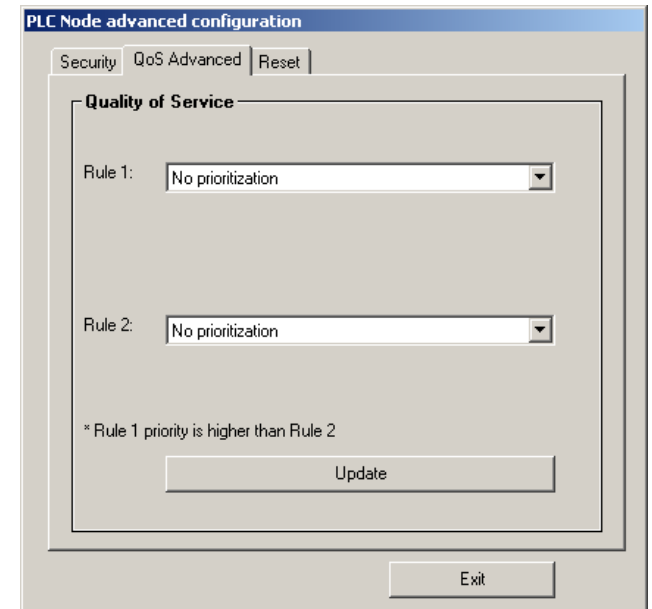 PLC Node advanced configuration
Security QoS Advanced Reset
Quality of Service
Rule 1: No prioritization
Rule 2: No prioritization
* Rule 1 priority is higher than Rule 2
Update
Exit